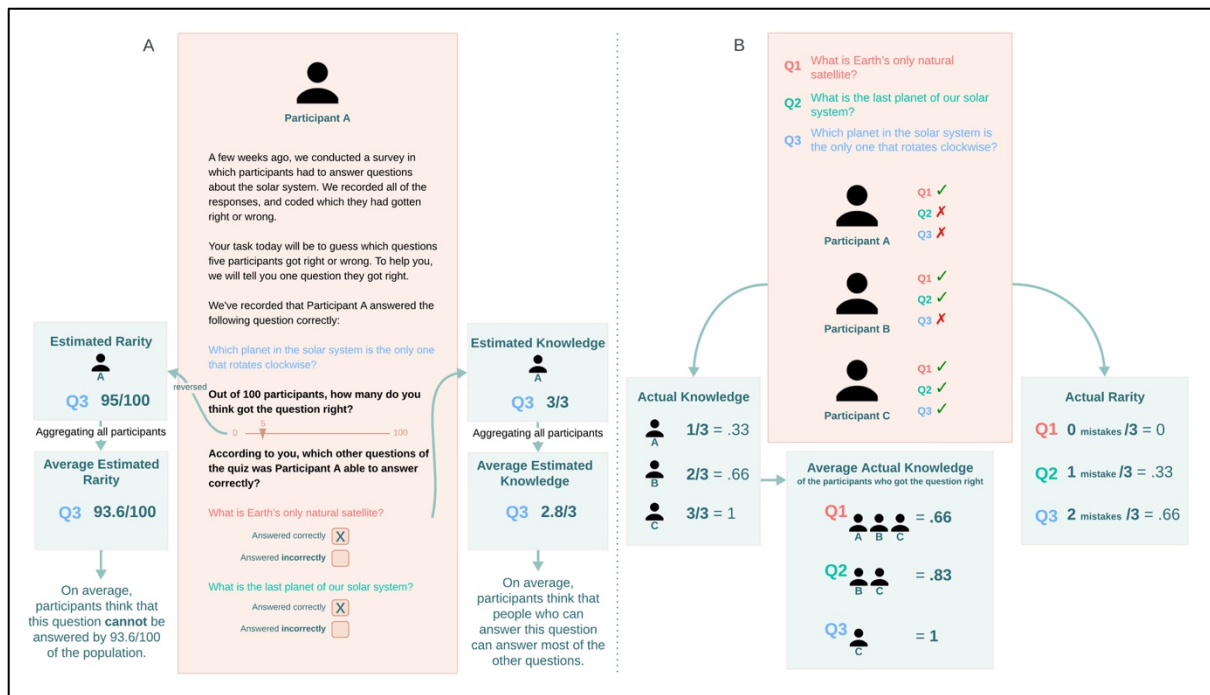 A
Participant A
A few weeks ago, we conducted a survey in
which participants had to answer questions
about the solar system. We recorded all of the
responses, and coded which they had gotten
right or wrong.
Your task today will be to guess which questions
five participants got right or wrong. To help you,
we will tell you one question they got right.
We've recorded that Participant A answered the
following question correctly:
Which planet in the solar system is the only one
that rotates clockwise?
Out of 100 participants, how many do you
think got the question right?
0
5
100
According to you, which other questions of
the quiz was Participant A able to answer
correctly?
What is Earth's only natural satellite?
Answered correctly X
Answered incorrectly
What is the last planet of our solar system?
Answered correctly X
Answered incorrectly
reversed
Estimated Rarity
A
Q3 95/100
Aggregating all participants
Average Estimated
Rarity
Q3 93.6/100
On average,
participants think that
this question cannot be
answered by 93.6/100
of the population.
Estimated Knowledge
A
Q3 3/3
Aggregating all participants
Average Estimated
Knowledge
Q3 2.8/3
On average,
participants think that
people who can
answer this question
can answer most of the
other questions.
B
Q1 What is Earth's only natural
satellite?
Q2 What is the last planet of our solar
system?
Q3 Which planet in the solar system is
the only one that rotates clockwise?
Q1 ✓
Q2 ✗
Q3 ✗
Participant A
Q1 ✓
Q2 ✓
Q3 ✗
Participant B
Q1 ✓
Q2 ✓
Q3 ✓
Participant C
Actual Knowledge
A 1/3 = .33
B 2/3 = .66
C 3/3 = 1
Average Actual Knowledge
of the participants who got the question right
Q1 A B C = .66
Q2 B C = .83
Q3 C = 1
Actual Rarity
Q1 0 mistakes /3 = 0
Q2 1 mistake /3 = .33
Q3 2 mistakes /3 = .66